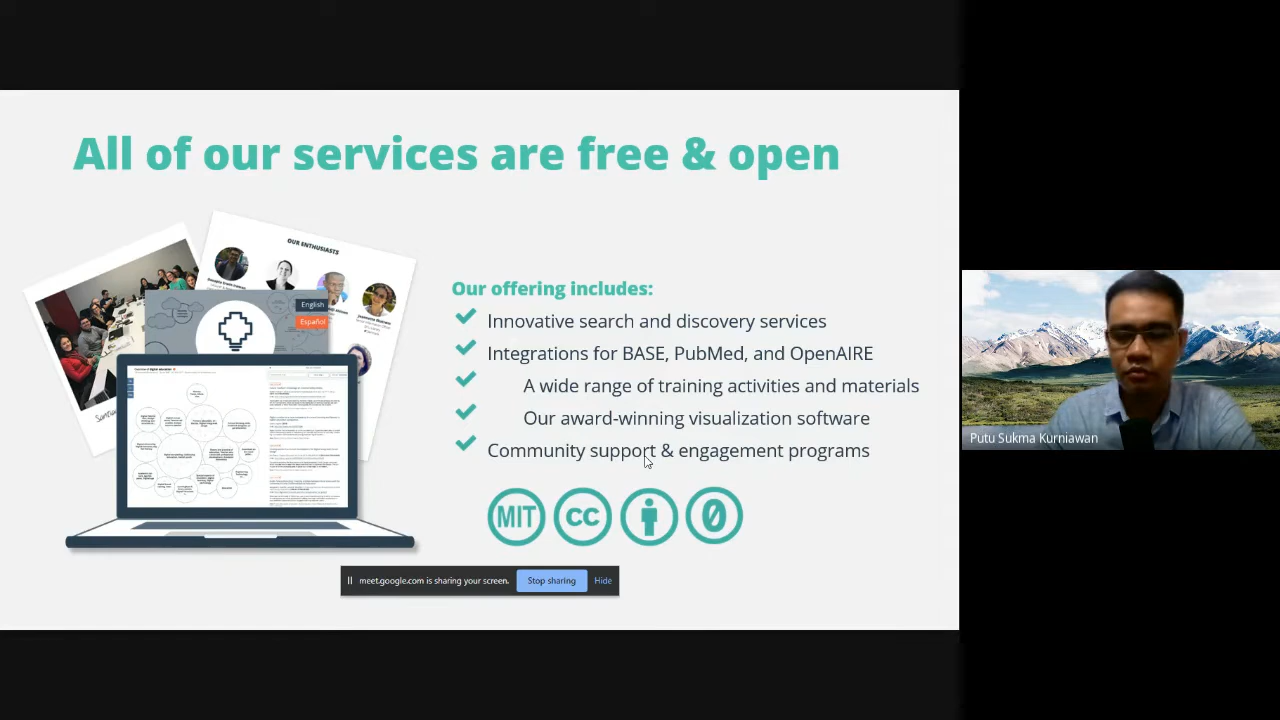 All of our services are free & open
OUR ENTHUSIASTS
English
Español
Our offering includes:
Innovative search and discovery services
Integrations for BASE, PubMed, and OpenAIRE
A wide range of training activities and materials
Our award-winning visualization software
Community support & engagement programs
MIT
CC
0
meet.google.com is sharing your screen.
Stop sharing
Hide
Putu Sukma Kurniawan